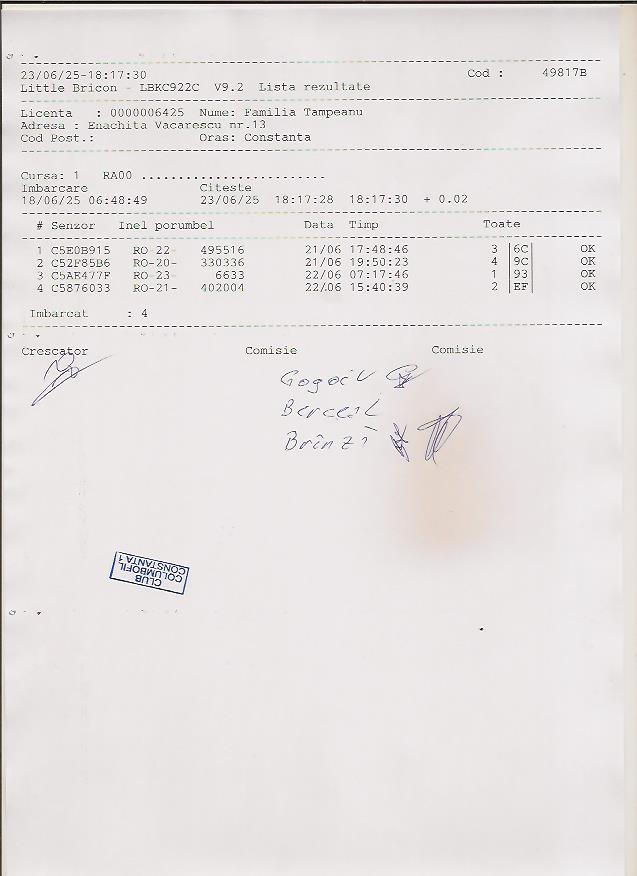 23/06/25-18:17:30 Cod : 49817B
Little Bricon - LBKC922C V9.2 Lista rezultate
Licenta : 0000006425 Nume: Familia Tampeanu
Adresa : Enachita Vacarescu nr.13
Cod Post.: Oras: Constanta
Cursa: 1 RA00 .........................
Imbarcare Citeste
18/06/25 06:48:49 23/06/25 18:17:28 18:17:30 + 0.02
# Senzor Inel porumbel Data Timp Toate
1 C5E0B915 RO-22- 495516 21/06 17:48:46 3 |6C| OK
2 C52F85B6 RO-20- 330336 21/06 19:50:23 4 |9C| OK
3 C5AE477F RO-23- 6633 22/06 07:17:46 1 |93| OK
4 C5876033 RO-21- 402004 22/06 15:40:39 2 |EF| OK
Imbarcat : 4
Crescator Comisie Comisie
CLUB
COLUMBOFIL
CONSTANTA 1